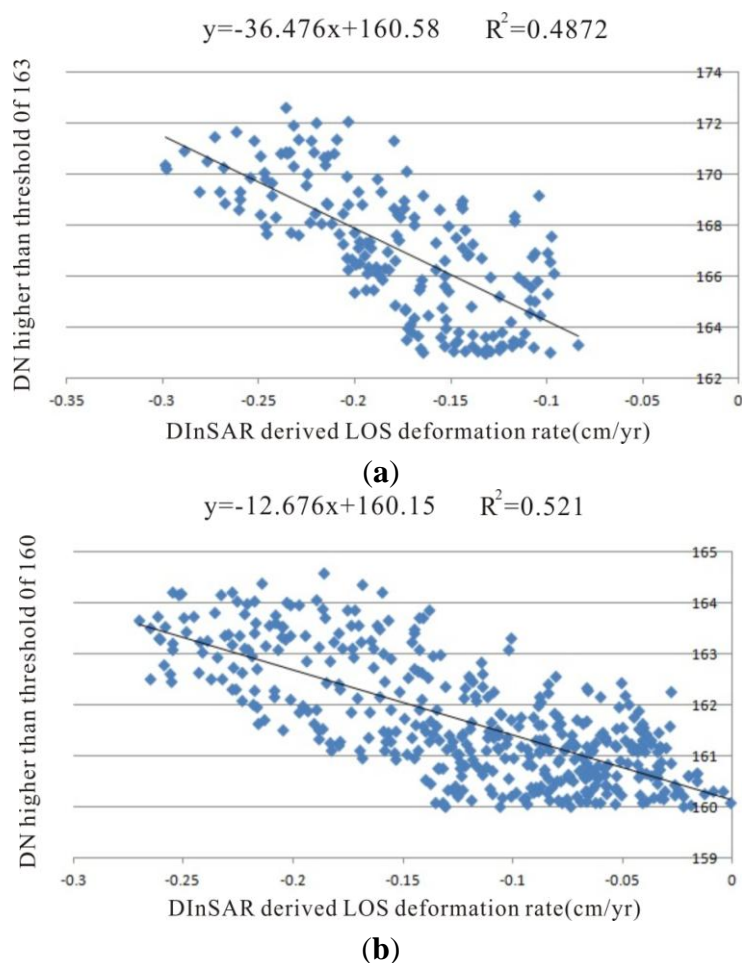 y=-36.476x+160.58 R²=0.4872
DN higher than threshold 0f 163
174
172
170
168
166
164
162
-0.35 -0.3 -0.25 -0.2 -0.15 -0.1 -0.05 0
DInSAR derived LOS deformation rate(cm/yr)
(a)
y=-12.676x+160.15 R²=0.521
DN higher than threshold 0f 160
165
164
163
162
161
160
159
-0.3 -0.25 -0.2 -0.15 -0.1 -0.05 0
DInSAR derived LOS deformation rate(cm/yr)
(b)